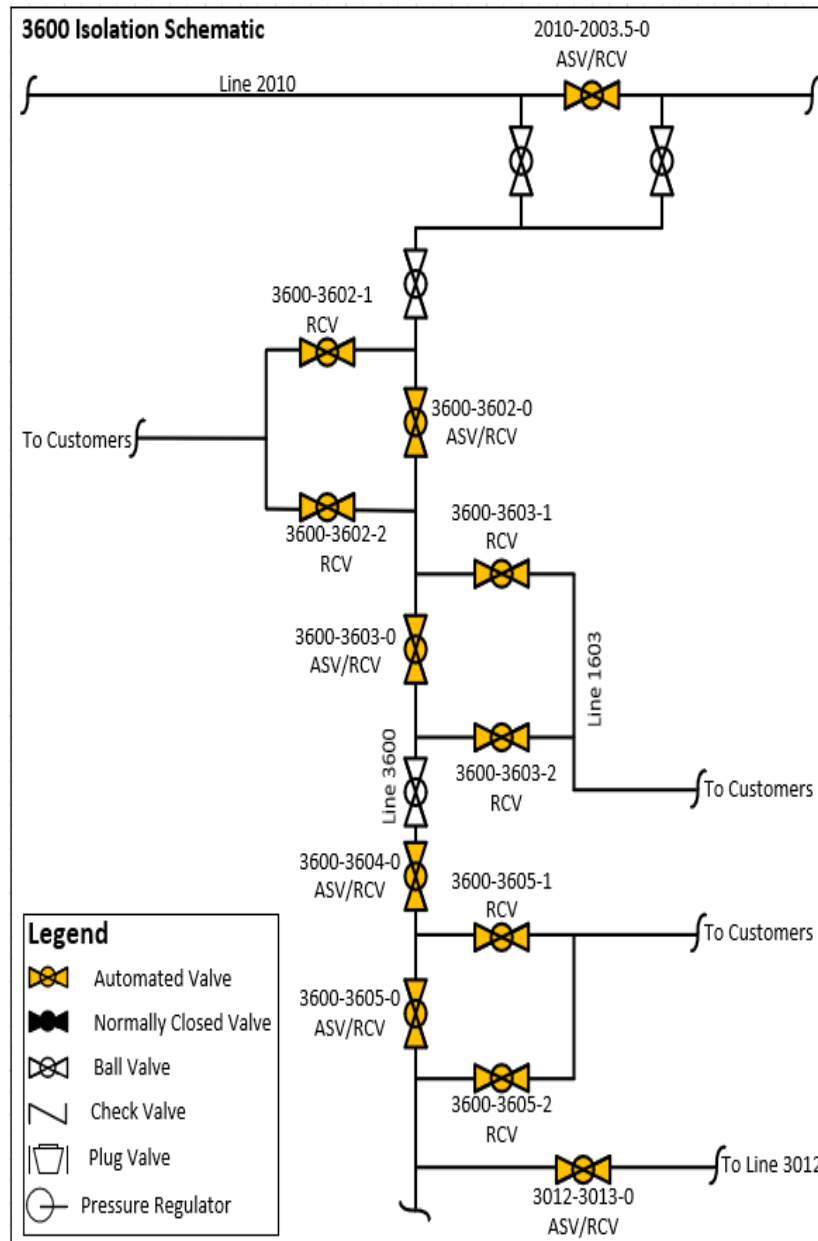 3600 Isolation Schematic
2010-2003.5-0
ASV/RCV
Line 2010
3600-3602-1
RCV
3600-3602-0
ASV/RCV
To Customers
3600-3602-2
RCV
3600-3603-1
RCV
3600-3603-0
ASV/RCV
Line 1603
3600-3603-2
RCV
Line 3600
To Customers
3600-3604-0
ASV/RCV
3600-3605-1
RCV
To Customers
3600-3605-0
ASV/RCV
3600-3605-2
RCV
To Line 3012
3012-3013-0
ASV/RCV
Legend
Automated Valve
Normally Closed Valve
Ball Valve
Check Valve
Plug Valve
Pressure Regulator